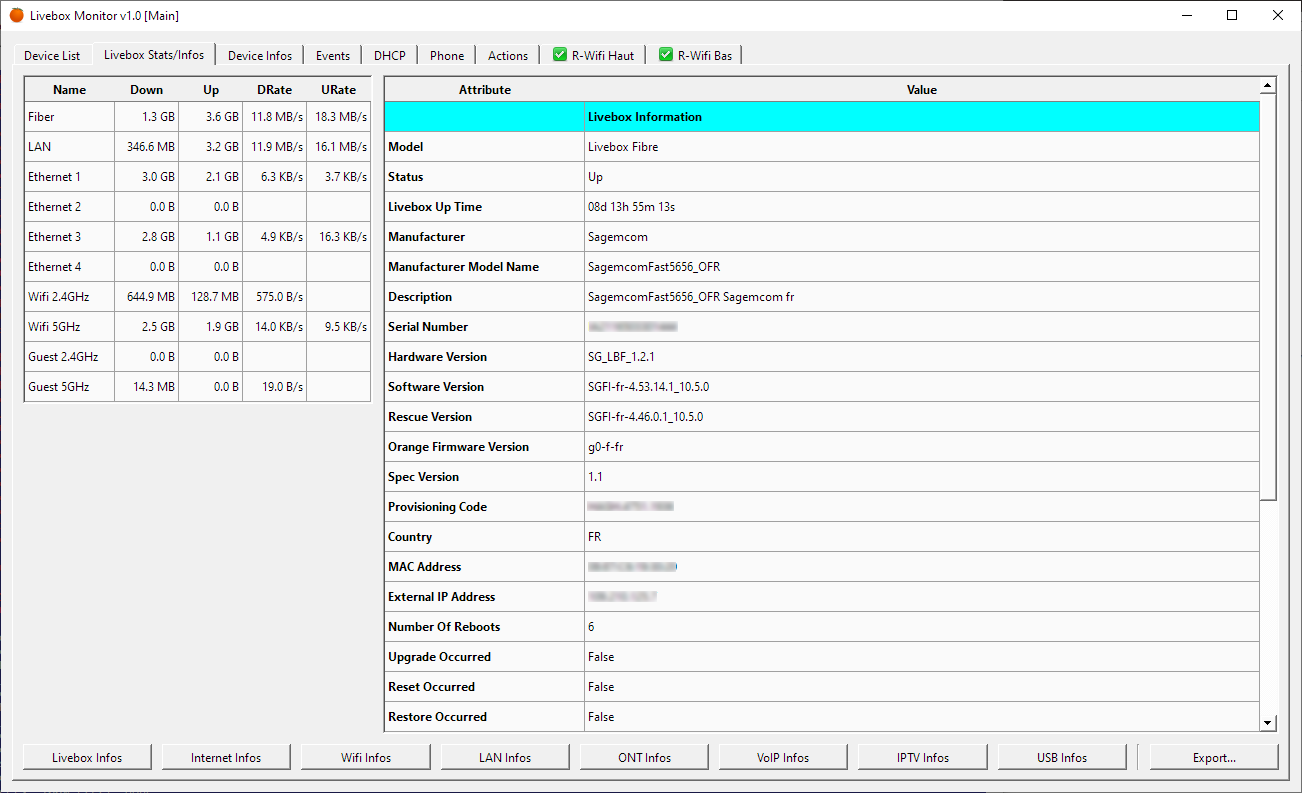 Livebox Monitor v1.0 [Main]
Device List Livebox Stats/Infos Device Infos Events DHCP Phone Actions R-Wifi Haut R-Wifi Bas
Name Down Up DRate URate
Fiber 1.3 GB 3.6 GB 11.8 MB/s 18.3 MB/s
LAN 346.6 MB 3.2 GB 11.9 MB/s 16.1 MB/s
Ethernet 1 3.0 GB 2.1 GB 6.3 KB/s 3.7 KB/s
Ethernet 2 0.0 B 0.0 B
Ethernet 3 2.8 GB 1.1 GB 4.9 KB/s 16.3 KB/s
Ethernet 4 0.0 B 0.0 B
Wifi 2.4GHz 644.9 MB 128.7 MB 575.0 B/s
Wifi 5GHz 2.5 GB 1.9 GB 14.0 KB/s 9.5 KB/s
Guest 2.4GHz 0.0 B 0.0 B
Guest 5GHz 14.3 MB 0.0 B 19.0 B/s
Attribute Value
Livebox Information
Model Livebox Fibre
Status Up
Livebox Up Time 08d 13h 55m 13s
Manufacturer Sagemcom
Manufacturer Model Name SagemcomFast5656_OFR
Description SagemcomFast5656_OFR Sagemcom fr
Serial Number
Hardware Version SG_LBF_1.2.1
Software Version SGFI-fr-4.53.14.1_10.5.0
Rescue Version SGFI-fr-4.46.0.1_10.5.0
Orange Firmware Version g0-f-fr
Spec Version 1.1
Provisioning Code
Country FR
MAC Address
External IP Address
Number Of Reboots 6
Upgrade Occurred False
Reset Occurred False
Restore Occurred False
Livebox Infos Internet Infos Wifi Infos LAN Infos ONT Infos VoIP Infos IPTV Infos USB Infos Export...